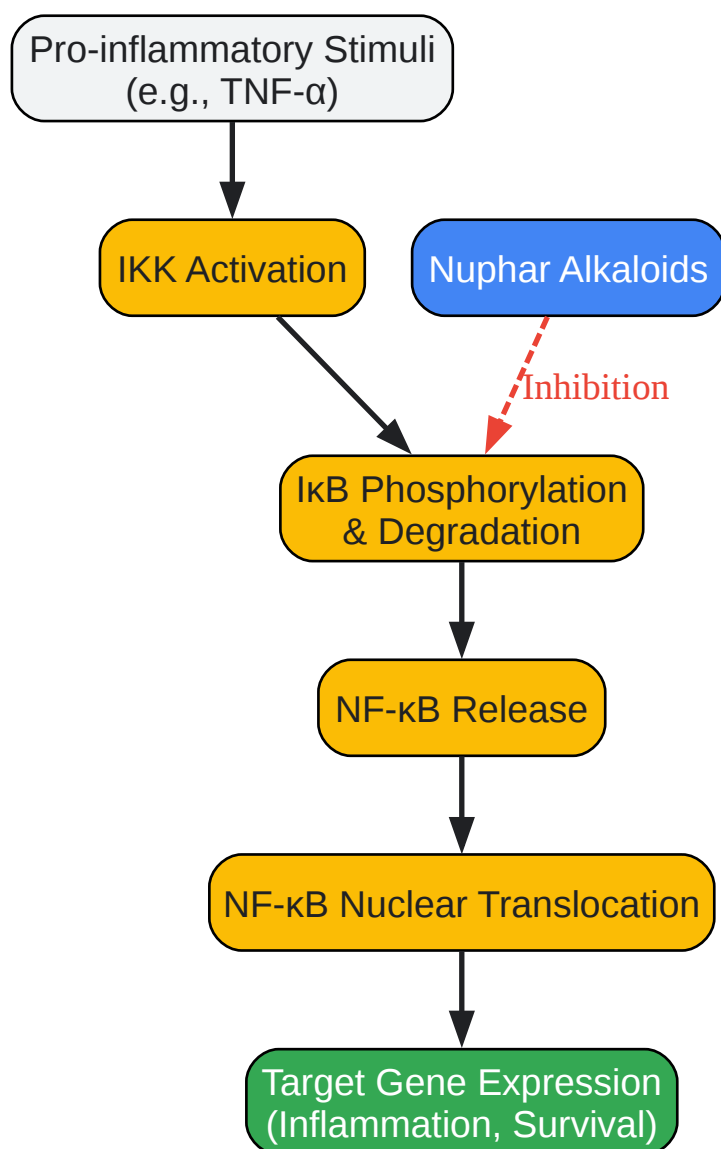 Pro-inflammatory Stimuli
(e.g., TNF-α)
IKK Activation
Nuphar Alkaloids
Inhibition
IκB Phosphorylation
& Degradation
NF-κB Release
NF-κB Nuclear Translocation
Target Gene Expression
(Inflammation, Survival)